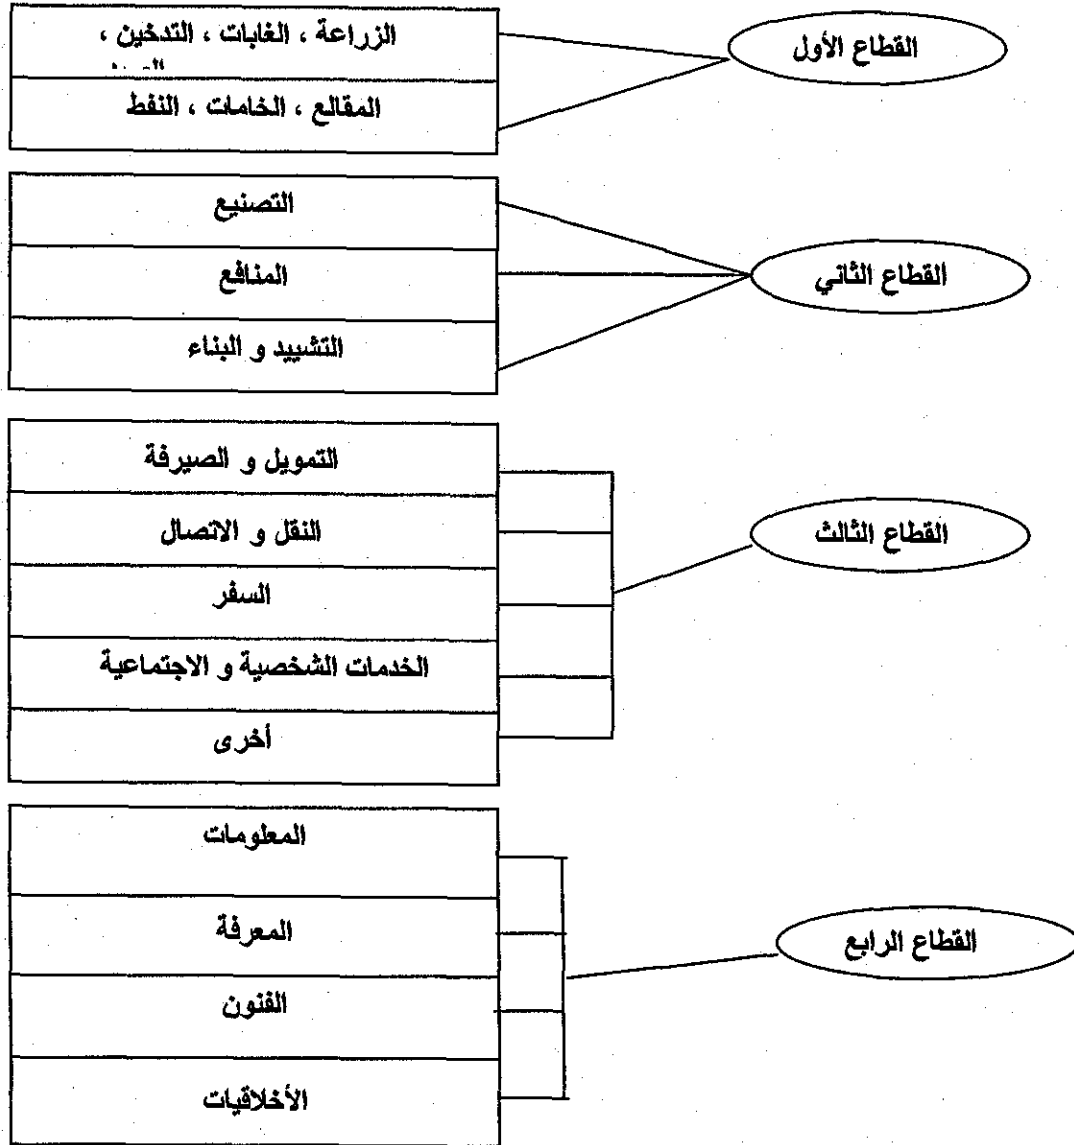 القطاع الأول
الزراعة ، الغابات ، التدخين ،
المقالع ، الخامات ، النفط
القطاع الثاني
التصنيع
المنافع
التشييد و البناء
القطاع الثالث
التمويل و الصيرفة
النقل و الاتصال
السفر
الخدمات الشخصية و الاجتماعية
أخرى
القطاع الرابع
المعلومات
المعرفة
الفنون
الأخلاقيات